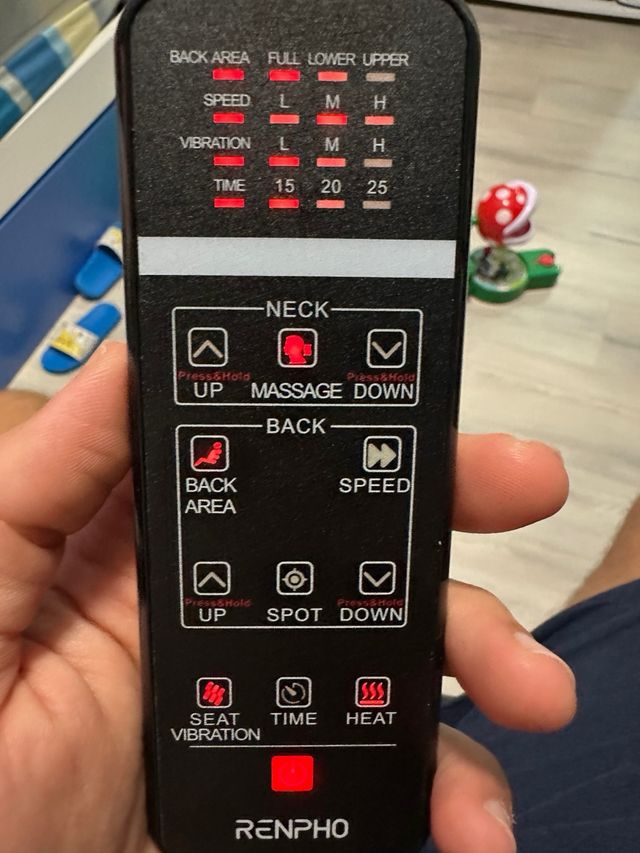 BACK AREA FULL LOWER UPPER
SPEED L M H
VIBRATION L M H
TIME 15 20 25
NECK
Press&Hold Press&Hold
UP MASSAGE DOWN
BACK
BACK AREA SPEED
Press&Hold Press&Hold
UP SPOT DOWN
SEAT VIBRATION TIME HEAT
RENPHO